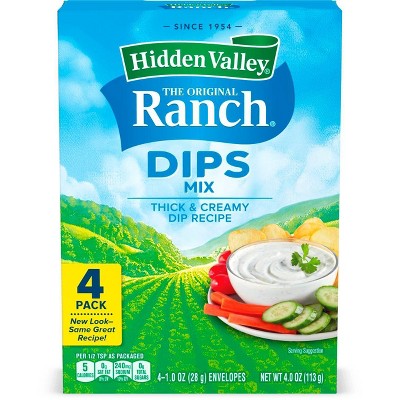 SINCE 1954
Hidden Valley®
THE ORIGINAL
Ranch®
DIPS
MIX
THICK & CREAMY
DIP RECIPE
4
PACK
New Look–
Same Great
Recipe!
PER 1/2 TSP AS PACKAGED
5 CALORIES
0g SAT FAT 0% DV
240mg SODIUM
0g TOTAL SUGARS
Serving Suggestion
4–1.0 OZ (28 g) ENVELOPES
NET WT 4.0 OZ (113 g)